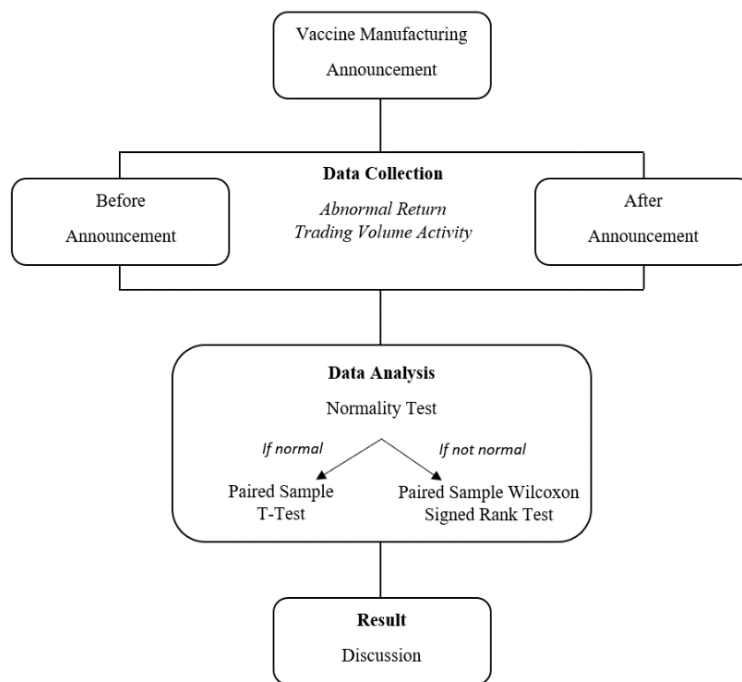 Vaccine Manufacturing
Announcement
Data Collection
Before
Announcement
Abnormal Return
Trading Volume Activity
After
Announcement
Data Analysis
Normality Test
If normal
If not normal
Paired Sample
T-Test
Paired Sample Wilcoxon
Signed Rank Test
Result
Discussion